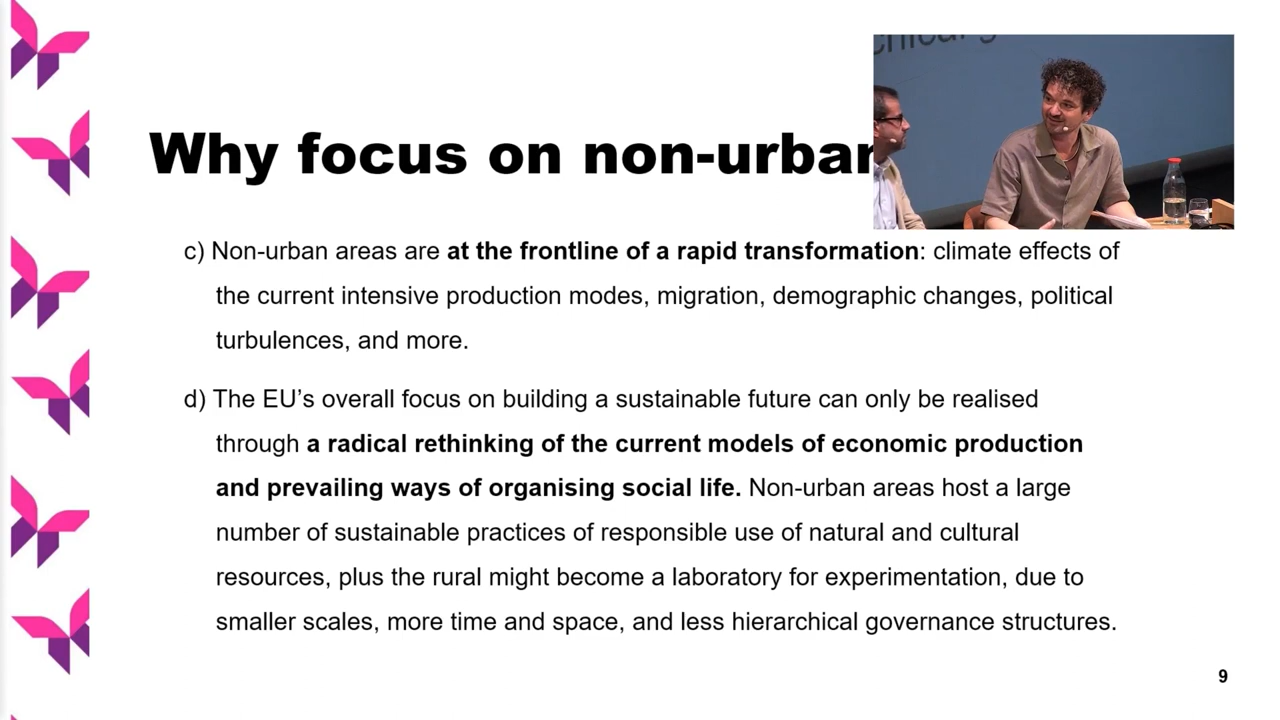 Why focus on non-urban
c) Non-urban areas are at the frontline of a rapid transformation: climate effects of
the current intensive production modes, migration, demographic changes, political
turbulences, and more.
d) The EU’s overall focus on building a sustainable future can only be realised
through a radical rethinking of the current models of economic production
and prevailing ways of organising social life. Non-urban areas host a large
number of sustainable practices of responsible use of natural and cultural
resources, plus the rural might become a laboratory for experimentation, due to
smaller scales, more time and space, and less hierarchical governance structures.
9